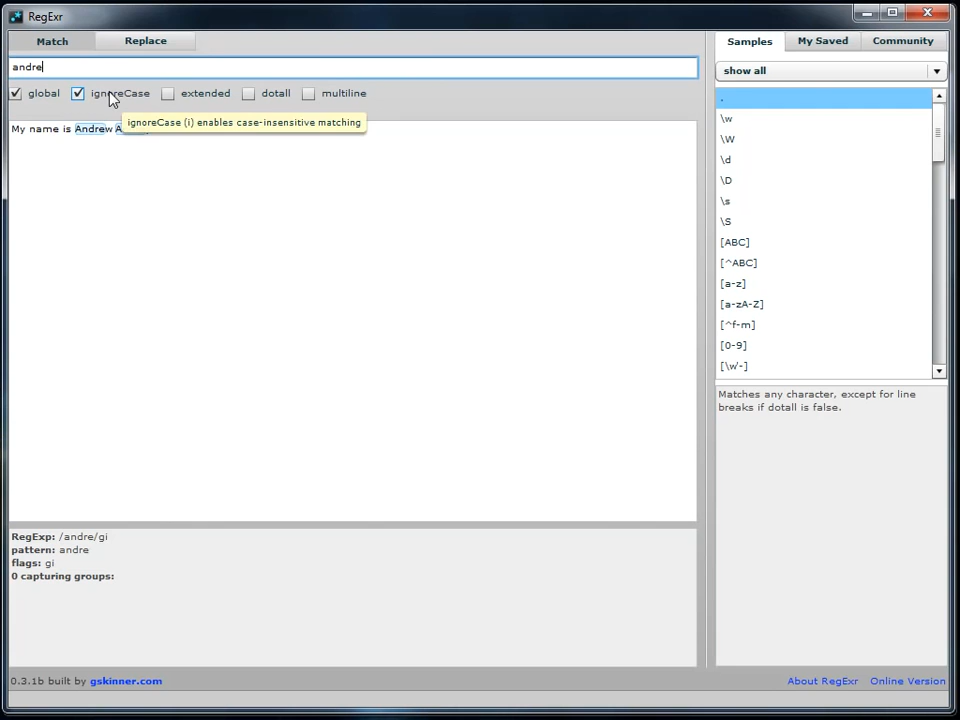 RegExr
Match
Replace
Samples
My Saved
Community
andre
show all
global
ignoreCase
extended
dotall
multiline
ignoreCase (i) enables case-insensitive matching
My name is Andrew
.
\w
\W
\d
\D
\s
\S
[ABC]
[^ABC]
[a-z]
[a-zA-Z]
[^f-m]
[0-9]
[\w'-]
Matches any character, except for line
breaks if dotall is false.
RegExp: /andre/gi
pattern: andre
flags: gi
0 capturing groups:
0.3.1b built by gskinner.com
About RegExr
Online Version